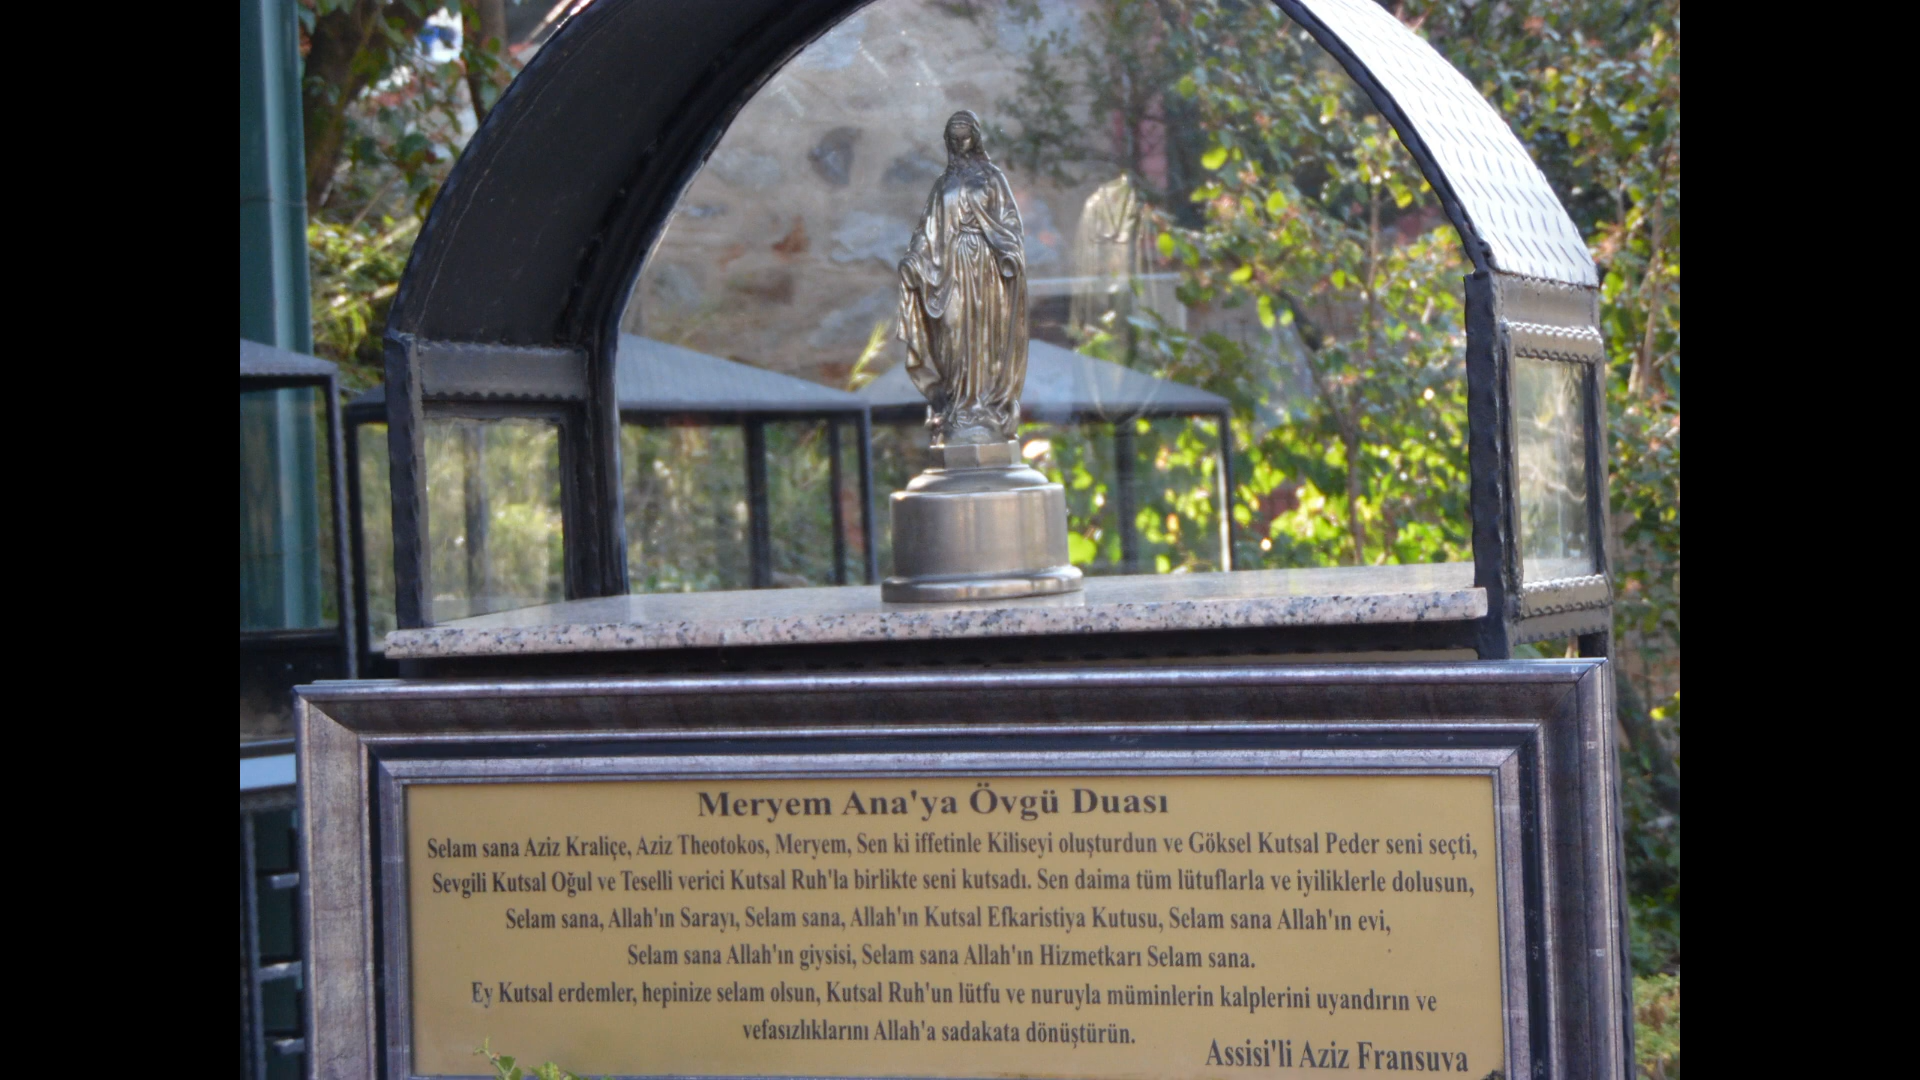 Meryem Ana'ya Övgü Duası
Selam sana Aziz Kraliçe, Aziz Theotokos, Meryem, Sen ki iffetinle Kiliseyi oluşturdun ve Göksel Kutsal Peder seni seçti,
Sevgili Kutsal Oğul ve Teselli verici Kutsal Ruh'la birlikte seni kutsadı. Sen daima tüm lütuflarla ve iyiliklerle dolusun,
Selam sana, Allah'ın Sarayı, Selam sana, Allah'ın Kutsal Efkaristiya Kutusu, Selam sana Allah'ın evi,
Selam sana Allah'ın giysisi, Selam sana Allah'ın Hizmetkarı Selam sana.
Ey Kutsal erdemler, hepinize selam olsun, Kutsal Ruh'un lütfu ve nuruyla müminlerin kalplerini uyandırın ve
vefasızlıklarını Allah'a sadakata dönüştürün.
Assisi'li Aziz Fransuva